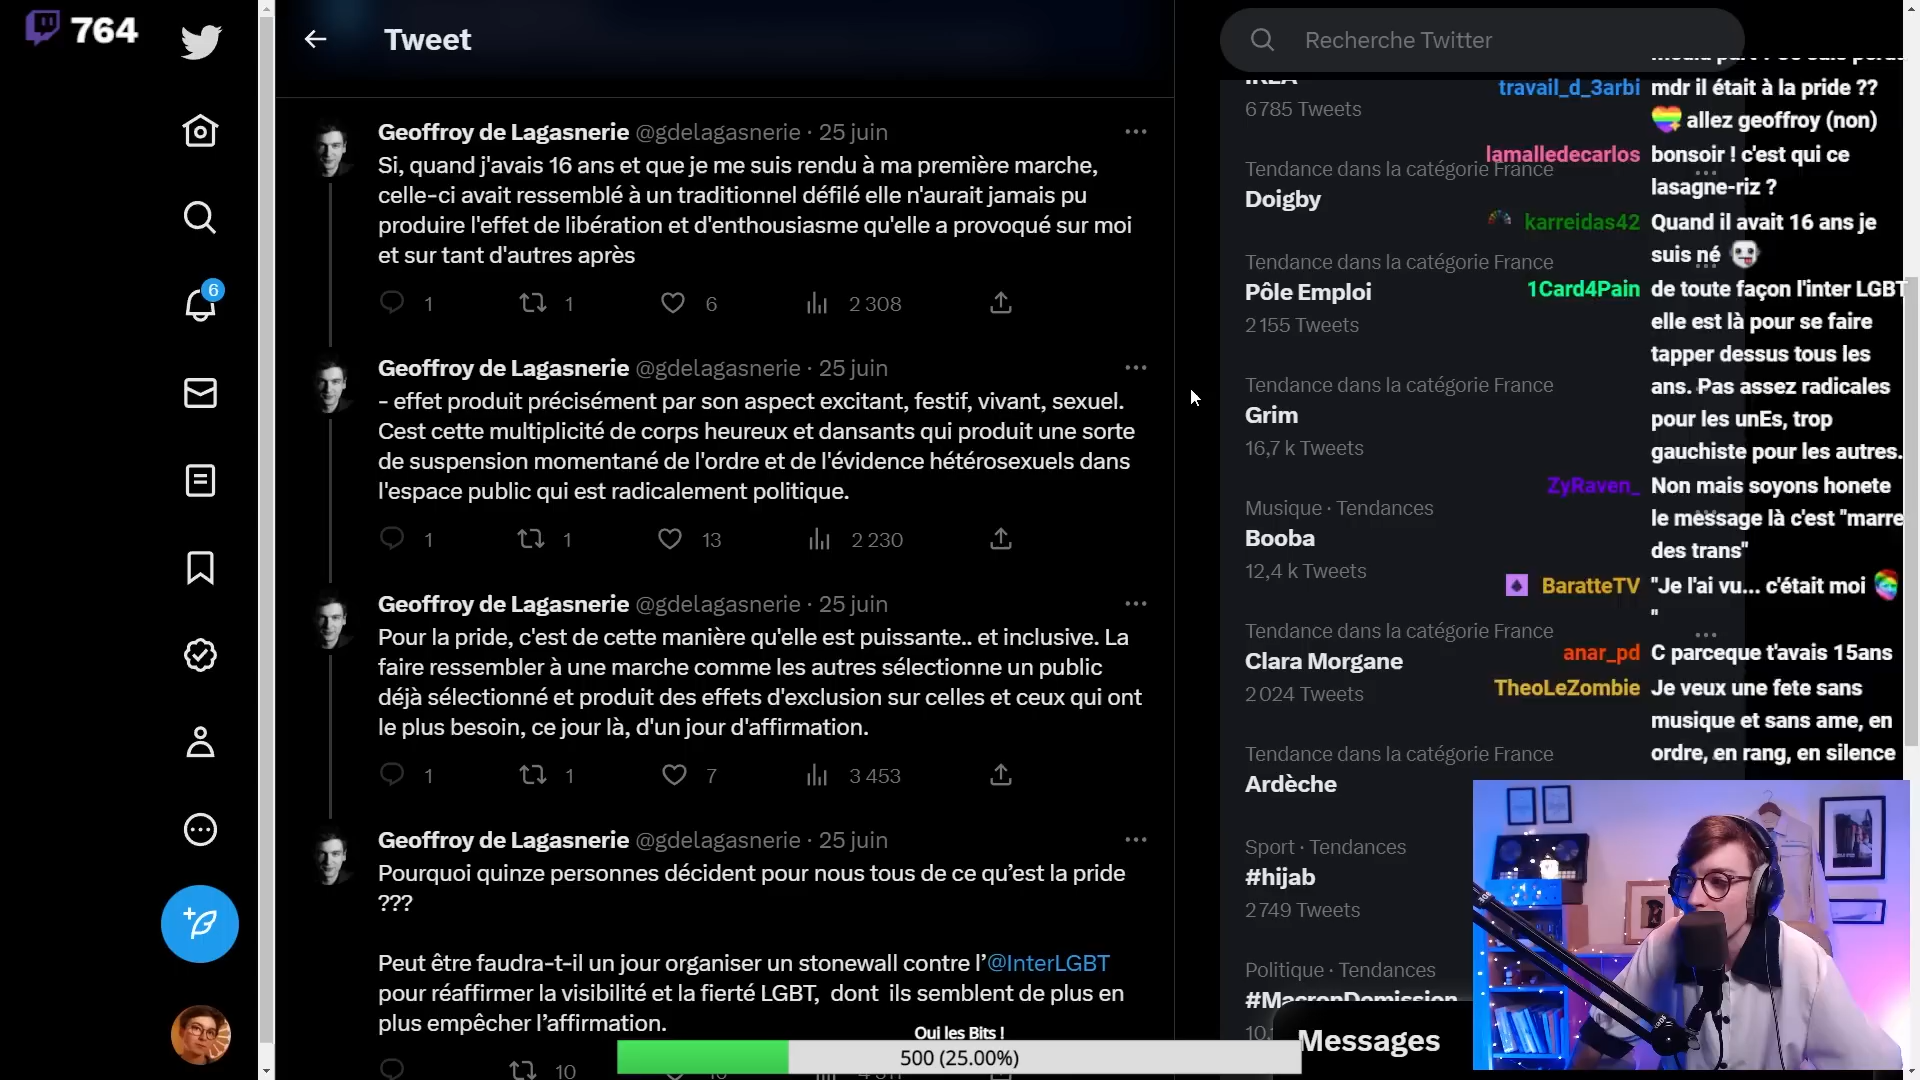 764
Tweet
Geoffroy de Lagasnerie @gdelagasnerie · 25 juin
Si, quand j'avais 16 ans et que je me suis rendu à ma première marche,
celle-ci avait ressemblé à un traditionnel défilé elle n'aurait jamais pu
produire l'effet de libération et d'enthousiasme qu'elle a provoqué sur moi
et sur tant d'autres après
1 1 6 2 308
Geoffroy de Lagasnerie @gdelagasnerie · 25 juin
- effet produit précisément par son aspect excitant, festif, vivant, sexuel.
Cest cette multiplicité de corps heureux et dansants qui produit une sorte
de suspension momentané de l'ordre et de l'évidence hétérosexuels dans
l'espace public qui est radicalement politique.
1 1 13 2 230
Geoffroy de Lagasnerie @gdelagasnerie · 25 juin
Pour la pride, c'est de cette manière qu'elle est puissante.. et inclusive. La
faire ressembler à une marche comme les autres sélectionne un public
déjà sélectionné et produit des effets d'exclusion sur celles et ceux qui ont
le plus besoin, ce jour là, d'un jour d'affirmation.
1 1 7 3 453
Geoffroy de Lagasnerie @gdelagasnerie · 25 juin
Pourquoi quinze personnes décident pour nous tous de ce qu’est la pride
???
Peut être faudra-t-il un jour organiser un stonewall contre l’@InterLGBT
pour réaffirmer la visibilité et la fierté LGBT, dont ils semblent de plus en
plus empêcher l’affirmation.
10
6
Oui les Bits !
500 (25.00%)
Recherche Twitter
IKEA
6 785 Tweets
Tendance dans la catégorie France
Doigby
Tendance dans la catégorie France
Pôle Emploi
2 155 Tweets
Tendance dans la catégorie France
Grim
16,7 k Tweets
Musique · Tendances
Booba
12,4 k Tweets
Tendance dans la catégorie France
Clara Morgane
2 024 Tweets
Tendance dans la catégorie France
Ardèche
Sport · Tendances
#hijab
2 749 Tweets
Politique · Tendances
#MacronDemission
Messages
travail_d_3arbi mdr il était à la pride ??
allez geoffroy (non)
lamalledecarlos bonsoir ! c'est qui ce
lasagne-riz ?
karreidas42 Quand il avait 16 ans je
suis né
1Card4Pain de toute façon l'inter LGBT
elle est là pour se faire
tapper dessus tous les
ans. Pas assez radicales
pour les unEs, trop
gauchiste pour les autres.
ZyRaven_ Non mais soyons honete
le message là c'est "marre
des trans"
BaratteTV "Je l'ai vu... c'était moi
"
anar_pd C parceque t'avais 15ans
TheoLeZombie Je veux une fete sans
musique et sans ame, en
ordre, en rang, en silence